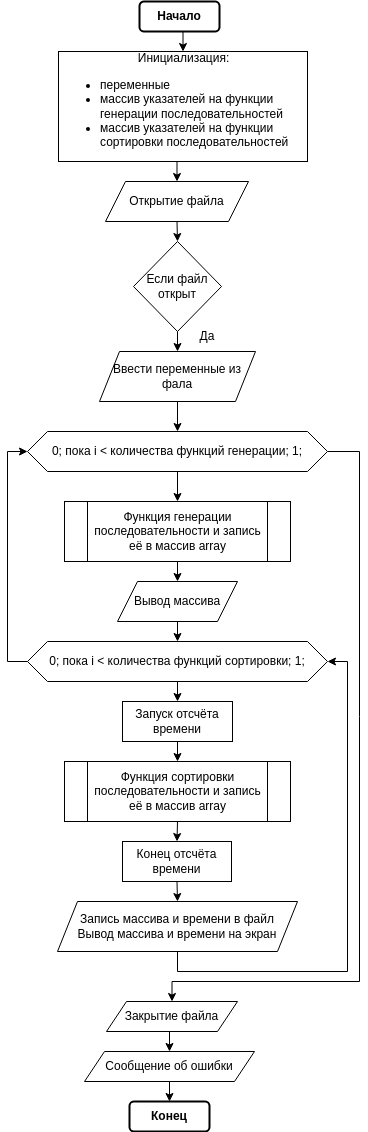 Начало
Инициализация:
• переменные
• массив указателей на функции
генерации последовательностей
• массив указателей на функции
сортировки последовательностей
Открытие файла
Если файл
открыт
Да
Ввести переменные из
фала
0; пока i < количества функций генерации; 1;
Функция генерации
последовательности и запись
её в массив array
Вывод массива
0; пока i < количества функций сортировки; 1;
Запуск отсчёта
времени
Функция сортировки
последовательности и запись
её в массив array
Конец отсчёта
времени
Запись массива и времени в файл
Вывод массива и времени на экран
Закрытие файла
Сообщение об ошибки
Конец